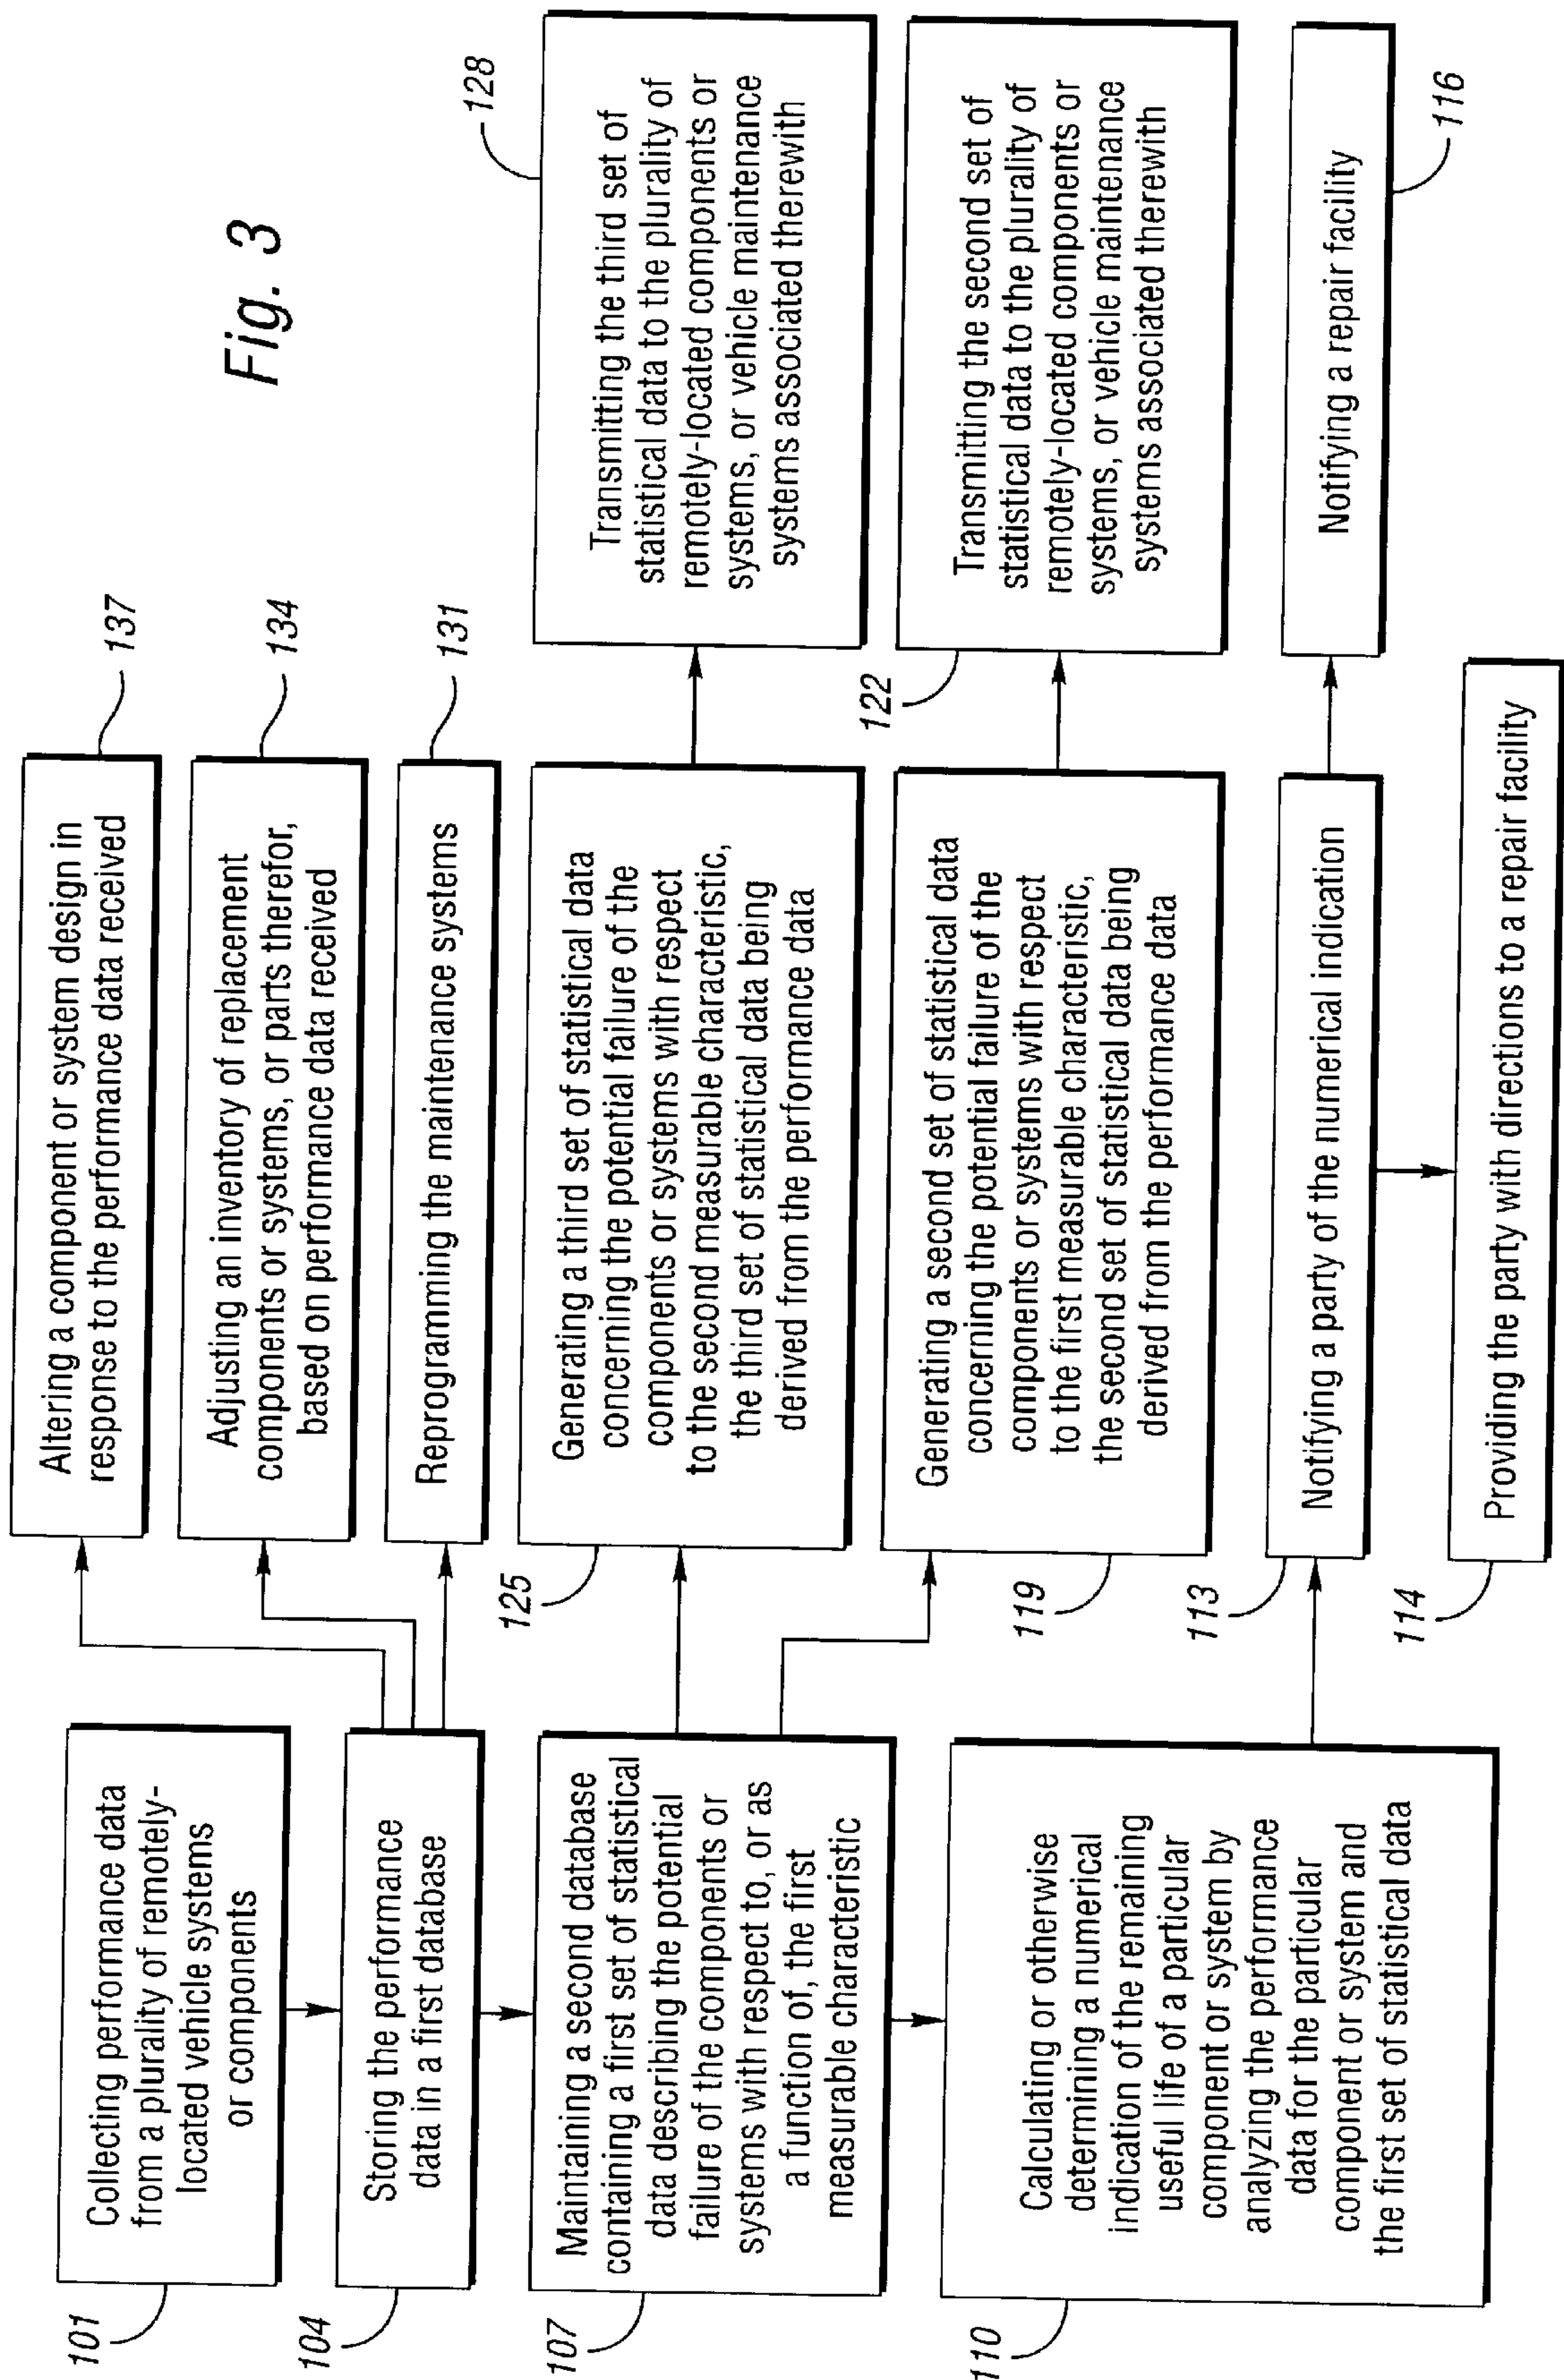 Fig. 3
101
Collecting performance data
from a plurality of remotely-
located vehicle systems
or components
104
Storing the performance
data in a first database
107
Maintaining a second database
containing a first set of statistical
data describing the potential
failure of the components or
systems with respect to, or as
a function of, the first
measurable characteristic
110
Calculating or otherwise
determining a numerical
indication of the remaining
useful life of a particular
component or system by
analyzing the performance
data for the particular
component or system and
the first set of statistical data
137
Altering a component or system design in
response to the performance data received
134
Adjusting an inventory of replacement
components or systems, or parts therefor,
based on performance data received
131
Reprogramming the maintenance systems
125
Generating a third set of statistical data
concerning the potential failure of the
components or systems with respect
to the second measurable characteristic,
the third set of statistical data being
derived from the performance data
119
Generating a second set of statistical data
concerning the potential failure of the
components or systems with respect
to the first measurable characteristic,
the second set of statistical data being
derived from the performance data
113
Notifying a party of the numerical indication
114
Providing the party with directions to a repair facility
128
Transmitting the third set of
statistical data to the plurality of
remotely-located components or
systems, or vehicle maintenance
systems associated therewith
122
Transmitting the second set of
statistical data to the plurality of
remotely-located components or
systems, or vehicle maintenance
systems associated therewith
116
Notifying a repair facility